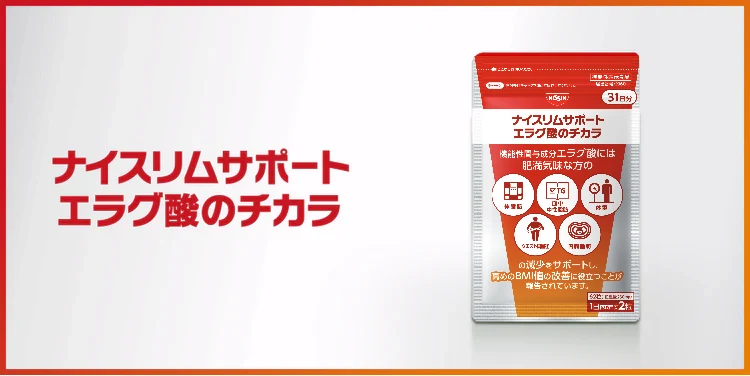 ナイスリムサポート
エラグ酸のチカラ
NISSIN
31日分
ナイスリムサポート
エラグ酸のチカラ
機能性関与成分エラグ酸には
肥満気味な方の
体脂肪
血中
中性脂肪
体重
ウエスト周囲径
内臓脂肪
の減少をサポートし、
高めのBMI値の改善に役立つことが
報告されています。
1日 2粒